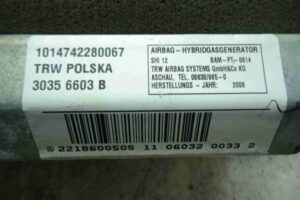 1014742280067
TRW POLSKA
3035 6603 B
AIRBAG - HYBRIDGASGENERATOR
SHI 12 BAM-PT1-0614
TRW AIRBAG SYSTEMS GmbH&Co KG
ASCHAU, TEL. 08638/965-0
HERSTELLUNGS - JAHR: 2006
2218600505 11 06032 0033 2